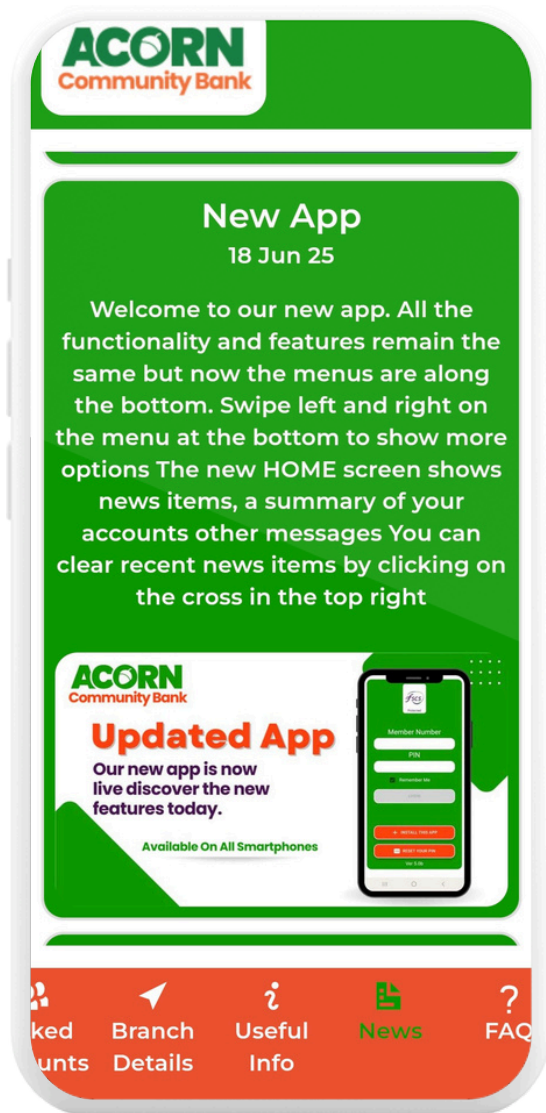 ACORN
Community Bank
New App
18 Jun 25
Welcome to our new app. All the
functionality and features remain the
same but now the menus are along
the bottom. Swipe left and right on
the menu at the bottom to show more
options The new HOME screen shows
news items, a summary of your
accounts other messages You can
clear recent news items by clicking on
the cross in the top right
ACORN
Community Bank
Updated App
Our new app is now
live discover the new
features today.
Available On All Smartphones
Member Number
PIN
Remember Me
INSTALL THIS APP
RESET YOUR PIN
ked
unts
Branch
Details
Useful
Info
News
FAQ